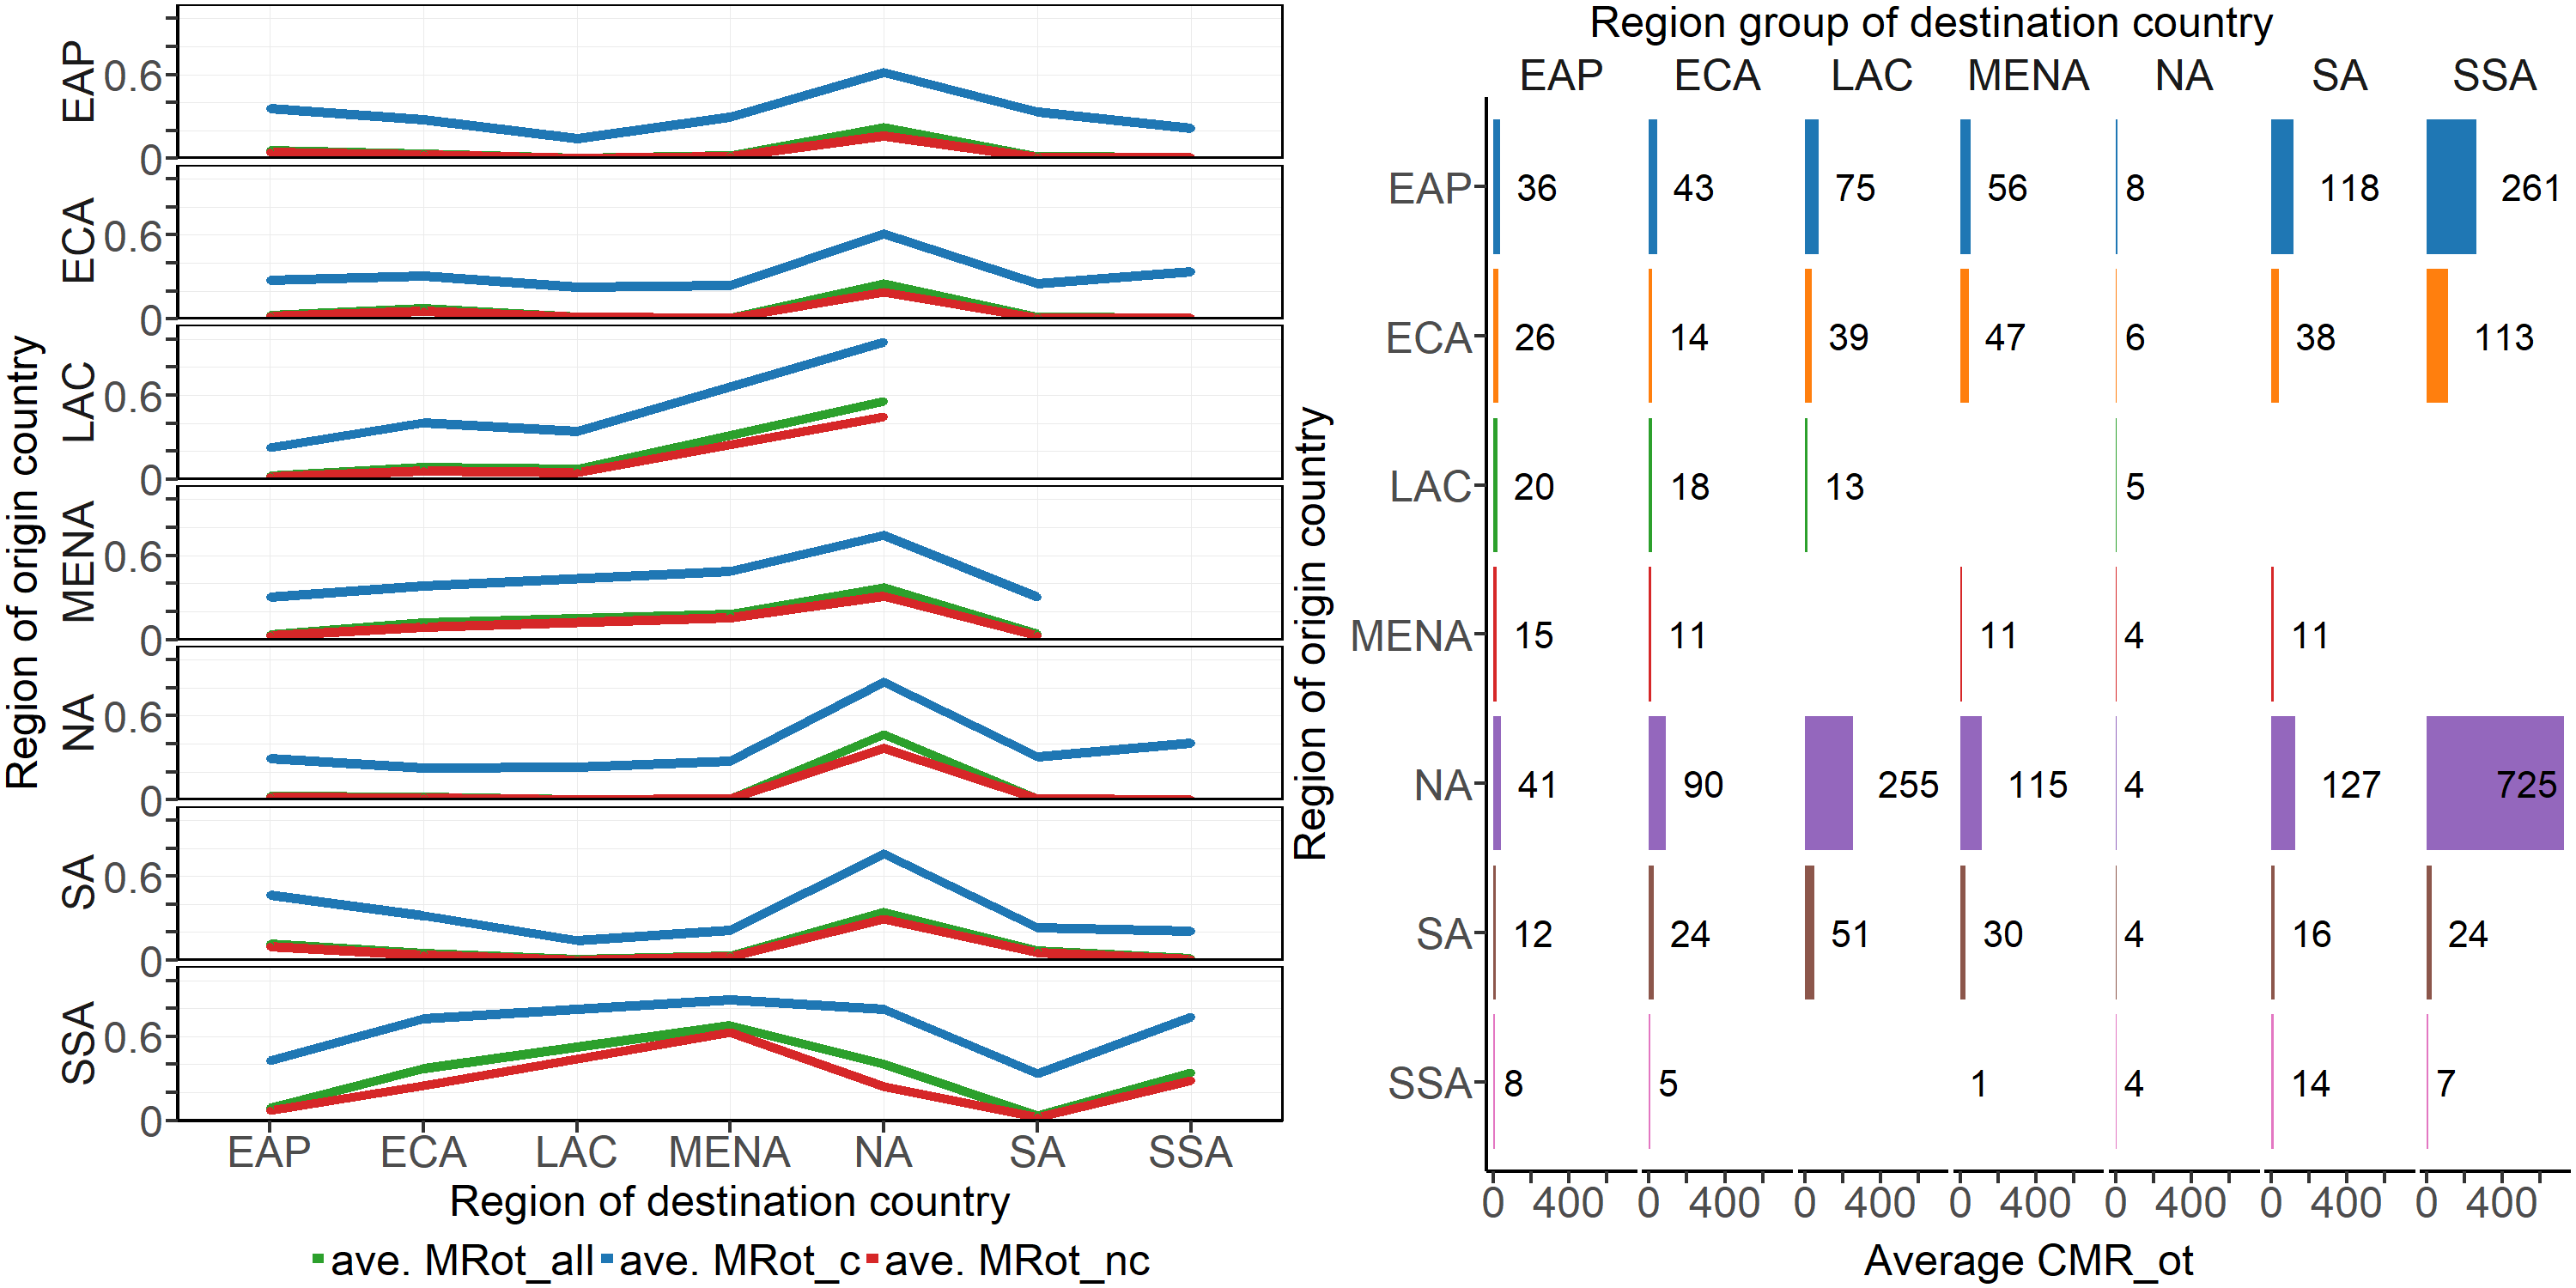 Region of origin country
EAP
0.6
0
ECA
0.6
0
LAC
0.6
0
MENA
0.6
0
NA
0.6
0
SA
0.6
0
SSA
0.6
0
EAP ECA LAC MENA NA SA SSA
Region of destination country
ave. MRot_all ave. MRot_c ave. MRot_nc
Region group of destination country
EAP ECA LAC MENA NA SA SSA
Region of origin country
EAP 36 43 75 56 8 118 261
ECA 26 14 39 47 6 38 113
LAC 20 18 13 5
MENA 15 11 11 4 11
NA 41 90 255 115 4 127 725
SA 12 24 51 30 4 16 24
SSA 8 5 1 4 14 7
0 400 0 400 0 400 0 400 0 400 0 400 0 400
Average CMR_ot